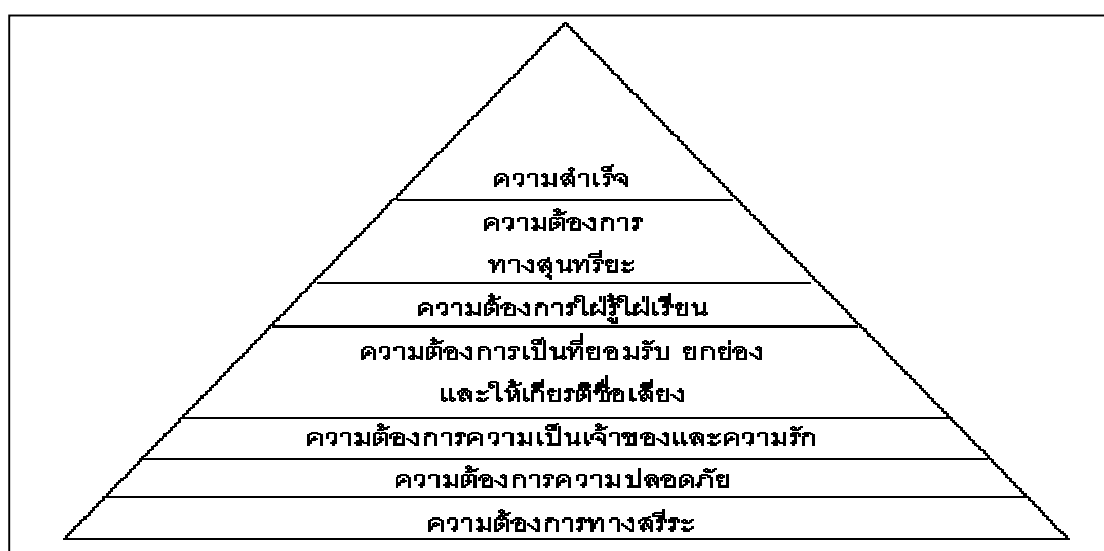 ความสำเร็จ
ความต้องการ
ทางสุนทรียะ
ความต้องการใฝ่รู้ใฝ่เรียน
ความต้องการเป็นที่ยอมรับ ยกย่อง
และให้เกียรติชื่อเสียง
ความต้องการความเป็นเจ้าของและความรัก
ความต้องการความปลอดภัย
ความต้องการทางสรีระ